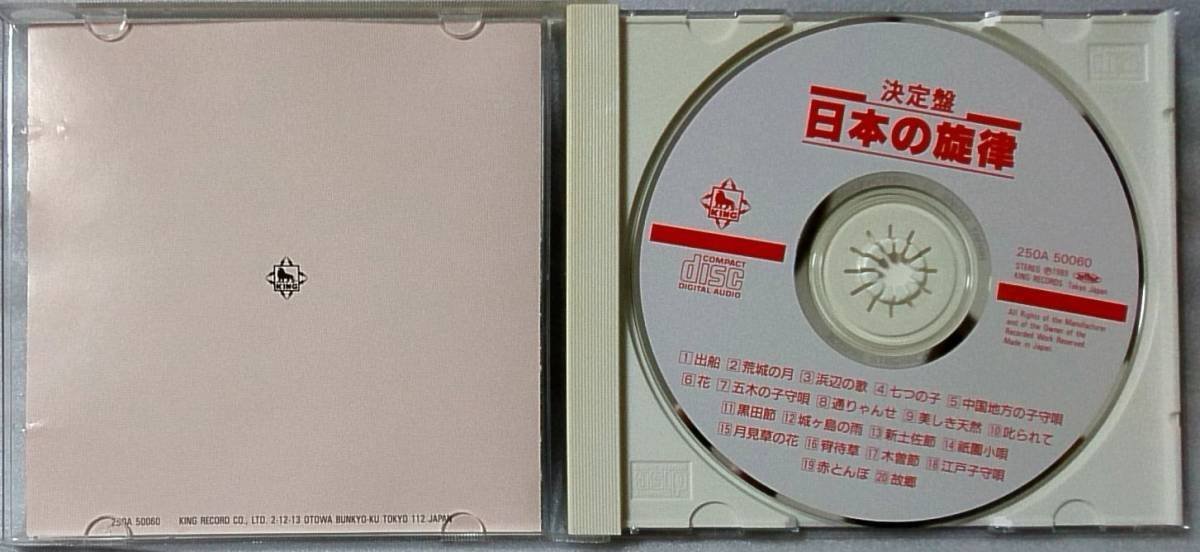 KING
250A 50060 KING RECORD CO., LTD. 2-12-13 OTOWA BUNKYO-KU TOKYO 112 JAPAN
決定盤
日本の旋律
KING
COMPACT
disc
DIGITAL AUDIO
250A 50060
STEREO Ⓟ1989
KING RECORDS Tokyo Japan
All Rights of the Manufacturer
and of the Owner of the
Recorded Work Reserved.
Made in Japan.
1 出船 2 荒城の月 3 浜辺の歌 4 七つの子 5 中国地方の子守唄
6 花 7 五木の子守唄 8 通りゃんせ 9 美しき天然 10 叱られて
11 黒田節 12 城ヶ島の雨 13 新土佐節 14 祇園小唄
15 月見草の花 16 宵待草 17 木曽節 18 江戸子守唄
19 赤とんぼ 20 故郷
disc